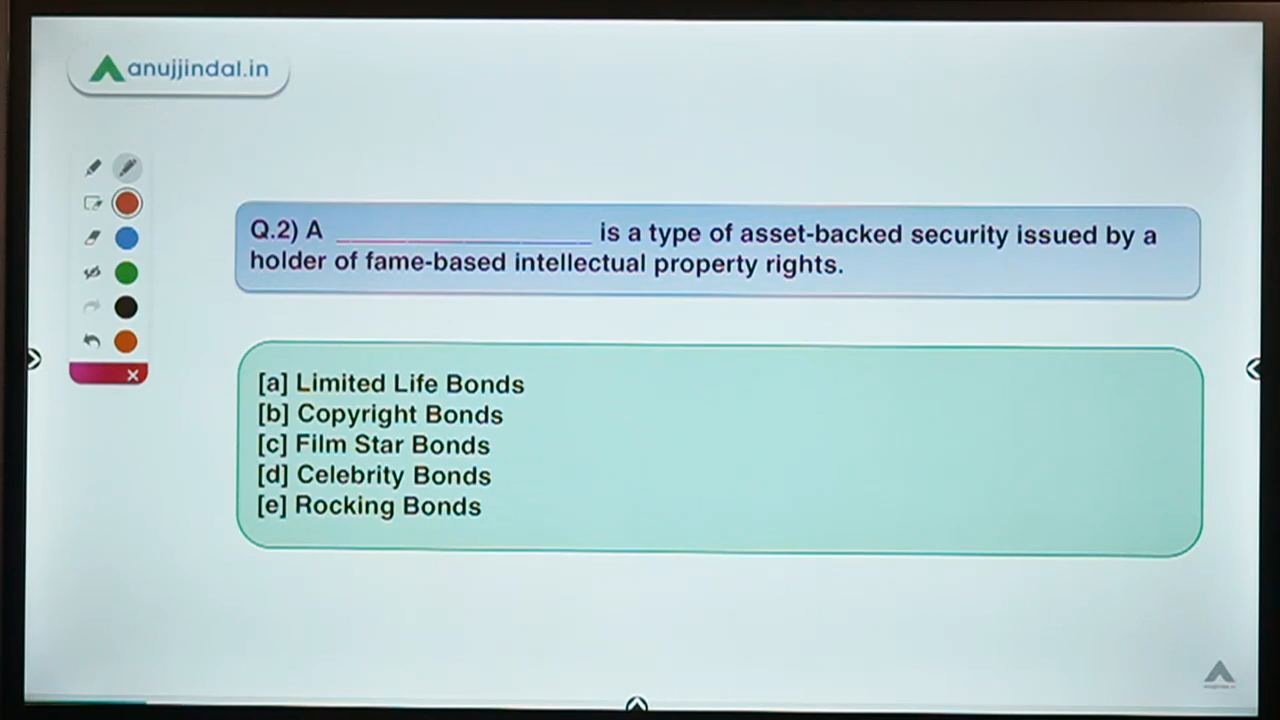 anujjindal.in
Q.2) A ____________________ is a type of asset-backed security issued by a
holder of fame-based intellectual property rights.
[a] Limited Life Bonds
[b] Copyright Bonds
[c] Film Star Bonds
[d] Celebrity Bonds
[e] Rocking Bonds